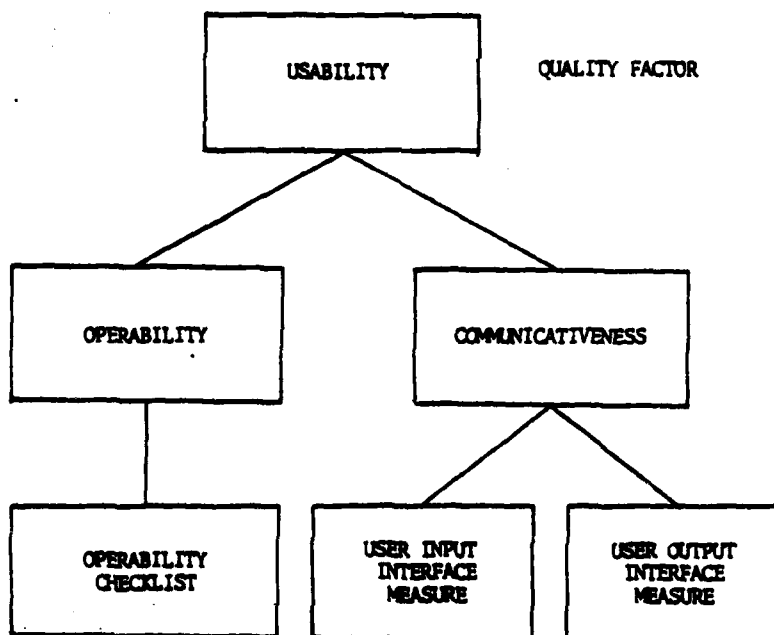 USABILITY
QUALITY FACTOR
OPERABILITY
COMMUNICATIVENESS
OPERABILITY
CHECKLIST
USER INPUT
INTERFACE
MEASURE
USER OUTPUT
INTERFACE
MEASURE